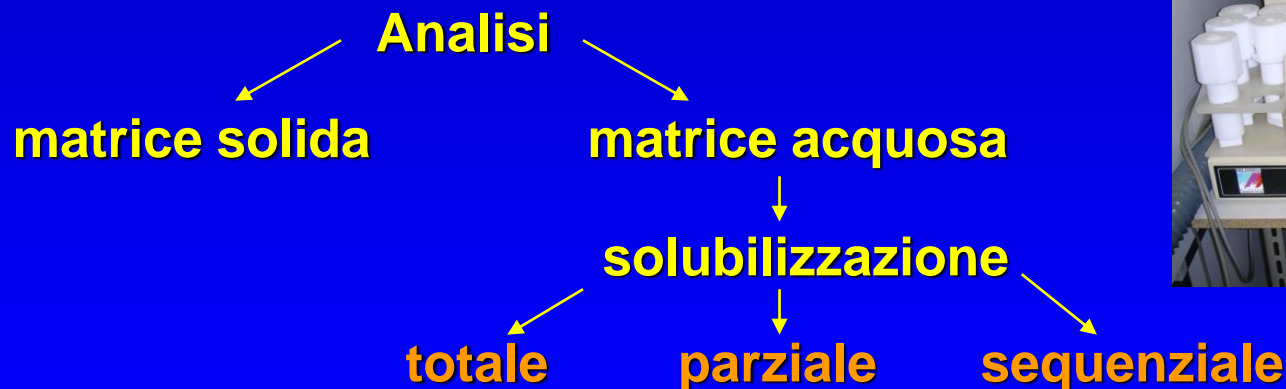 Analisi
matrice solida matrice acquosa
solubilizzazione
totale parziale sequenziale